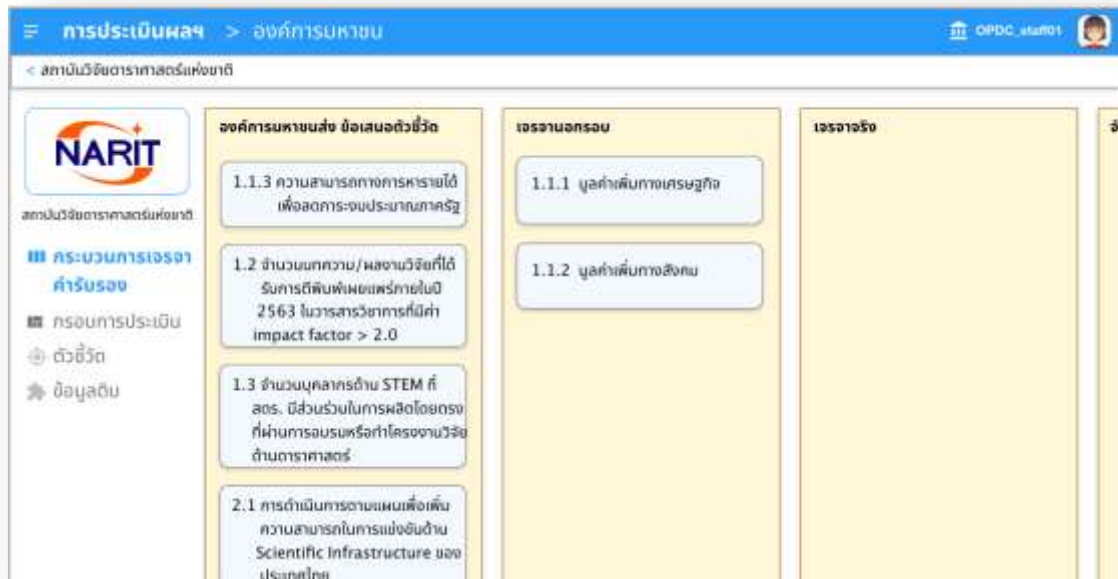 การประเมินผลฯ > องค์การมหาชน
OPDC_staff01
< สถาบันวิจัยดาราศาสตร์แห่งชาติ
NARIT
สถาบันวิจัยดาราศาสตร์แห่งชาติ
กระบวนการเจรจา
คำรับรอง
กรอบการประเมิน
ตัวชี้วัด
ข้อมูลดิบ
องค์การมหาชนส่ง ข้อเสนอตัวชี้วัด
1.1.3 ความสามารถทางการหารายได้
เพื่อลดภาระงบประมาณภาครัฐ
1.2 จำนวนบทความ/ผลงานวิจัยที่ได้
รับการตีพิมพ์เผยแพร่ภายในปี
2563 ในวารสารวิชาการที่มีค่า
impact factor > 2.0
1.3 จำนวนบุคลากรด้าน STEM ที่
สดร. มีส่วนร่วมในการผลิตโดยตรง
ที่ผ่านการอบรมหรือทำโครงงานวิจัย
ด้านดาราศาสตร์
2.1 การดำเนินการตามแผนเพื่อเพิ่ม
ความสามารถในการแข่งขันด้าน
Scientific Infrastructure ของ
ประเทศไทย
เจรจานอกรอบ
1.1.1 มูลค่าเพิ่มทางเศรษฐกิจ
1.1.2 มูลค่าเพิ่มทางสังคม
เจรจาจริง